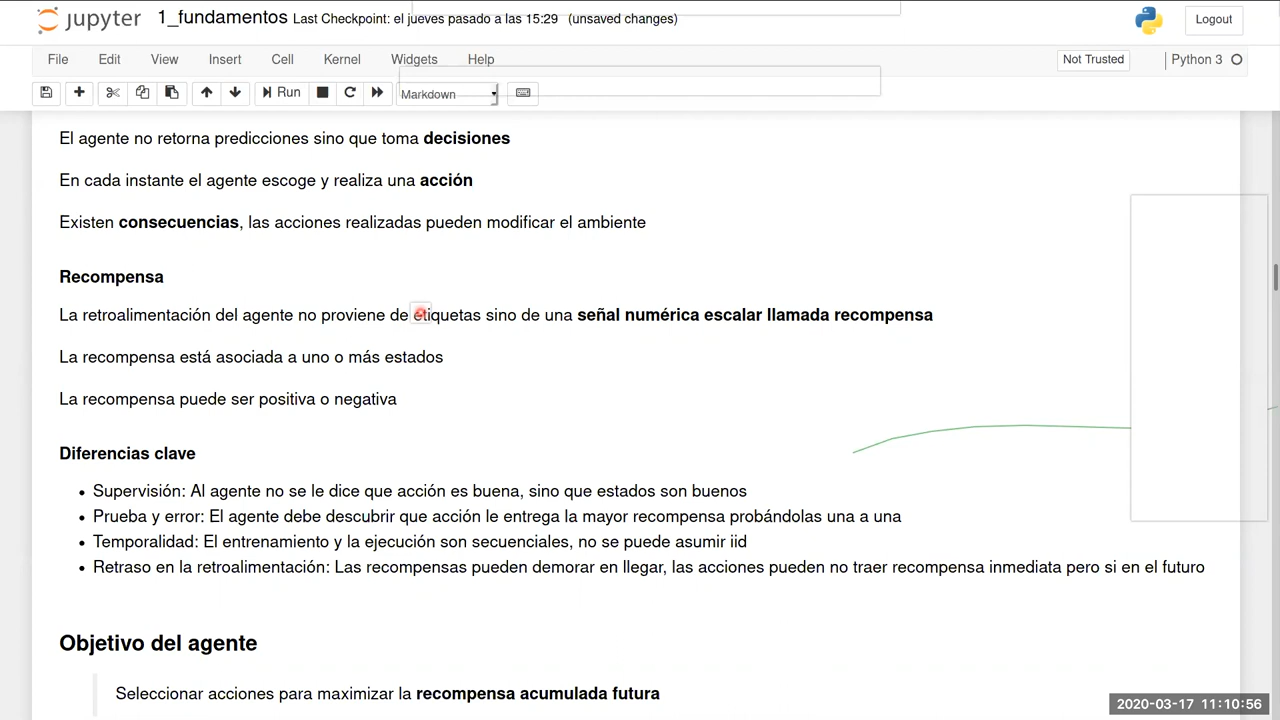 jupyter 1_fundamentos Last Checkpoint: el jueves pasado a las 15:29 (unsaved changes) Logout
File Edit View Insert Cell Kernel Widgets Help Not Trusted Python 3
Run Markdown
El agente no retorna predicciones sino que toma decisiones
En cada instante el agente escoge y realiza una acción
Existen consecuencias, las acciones realizadas pueden modificar el ambiente
Recompensa
La retroalimentación del agente no proviene de etiquetas sino de una señal numérica escalar llamada recompensa
La recompensa está asociada a uno o más estados
La recompensa puede ser positiva o negativa
Diferencias clave
• Supervisión: Al agente no se le dice que acción es buena, sino que estados son buenos
• Prueba y error: El agente debe descubrir que acción le entrega la mayor recompensa probándolas una a una
• Temporalidad: El entrenamiento y la ejecución son secuenciales, no se puede asumir iid
• Retraso en la retroalimentación: Las recompensas pueden demorar en llegar, las acciones pueden no traer recompensa inmediata pero si en el futuro
Objetivo del agente
Seleccionar acciones para maximizar la recompensa acumulada futura
2020-03-17 11:10:56